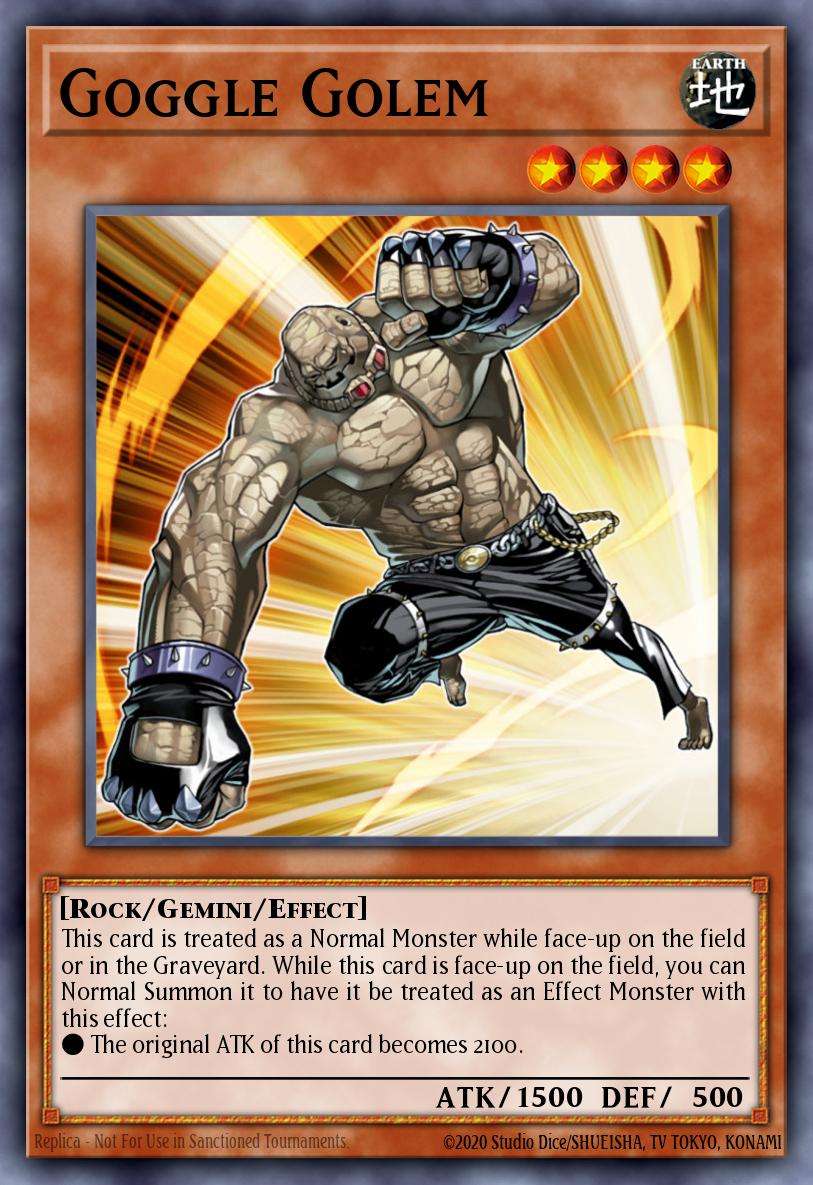 Goggle Golem
EARTH
地
[Rock/Gemini/Effect]
This card is treated as a Normal Monster while face-up on the field
or in the Graveyard. While this card is face-up on the field, you can
Normal Summon it to have it be treated as an Effect Monster with
this effect:
● The original ATK of this card becomes 2100.
ATK/1500 DEF/ 500
Replica - Not For Use in Sanctioned Tournaments.
©2020 Studio Dice/SHUEISHA, TV TOKYO, KONAMI